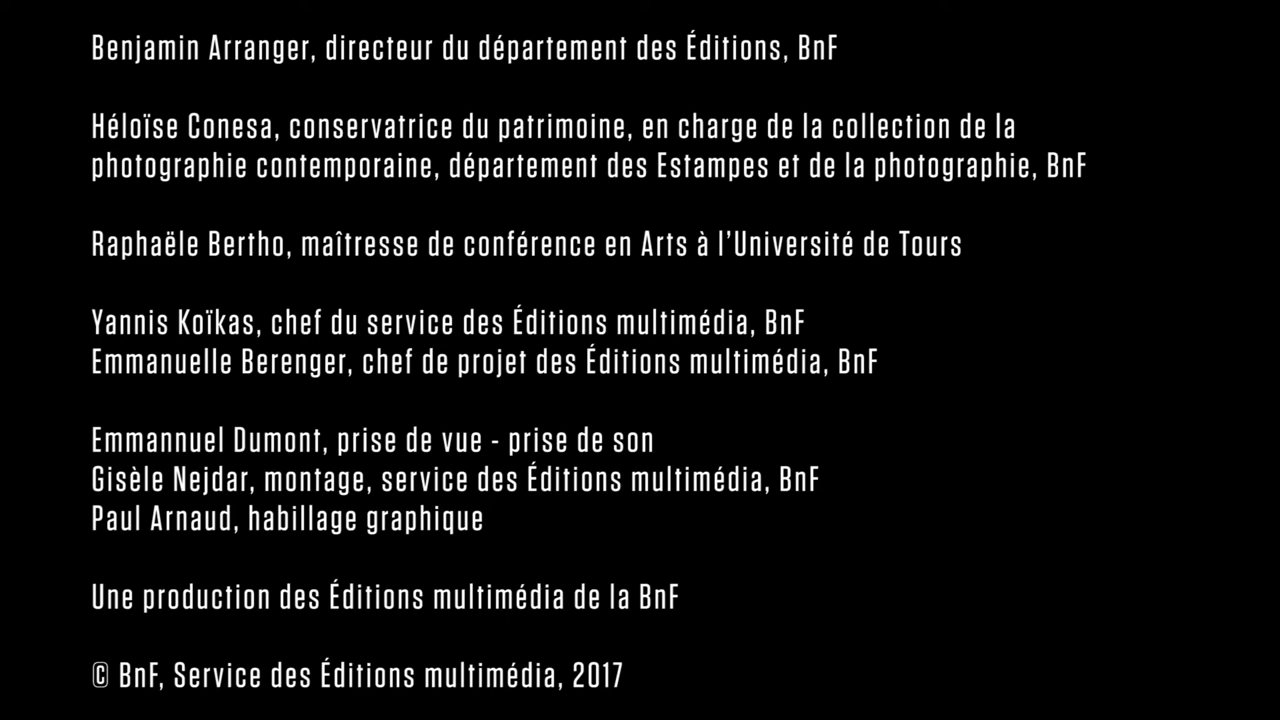 Benjamin Arranger, directeur du département des Éditions, BnF
Héloïse Conesa, conservatrice du patrimoine, en charge de la collection de la
photographie contemporaine, département des Estampes et de la photographie, BnF
Raphaële Bertho, maîtresse de conférence en Arts à l’Université de Tours
Yannis Koïkas, chef du service des Éditions multimédia, BnF
Emmanuelle Berenger, chef de projet des Éditions multimédia, BnF
Emmannuel Dumont, prise de vue - prise de son
Gisèle Nejdar, montage, service des Éditions multimédia, BnF
Paul Arnaud, habillage graphique
Une production des Éditions multimédia de la BnF
© BnF, Service des Éditions multimédia, 2017